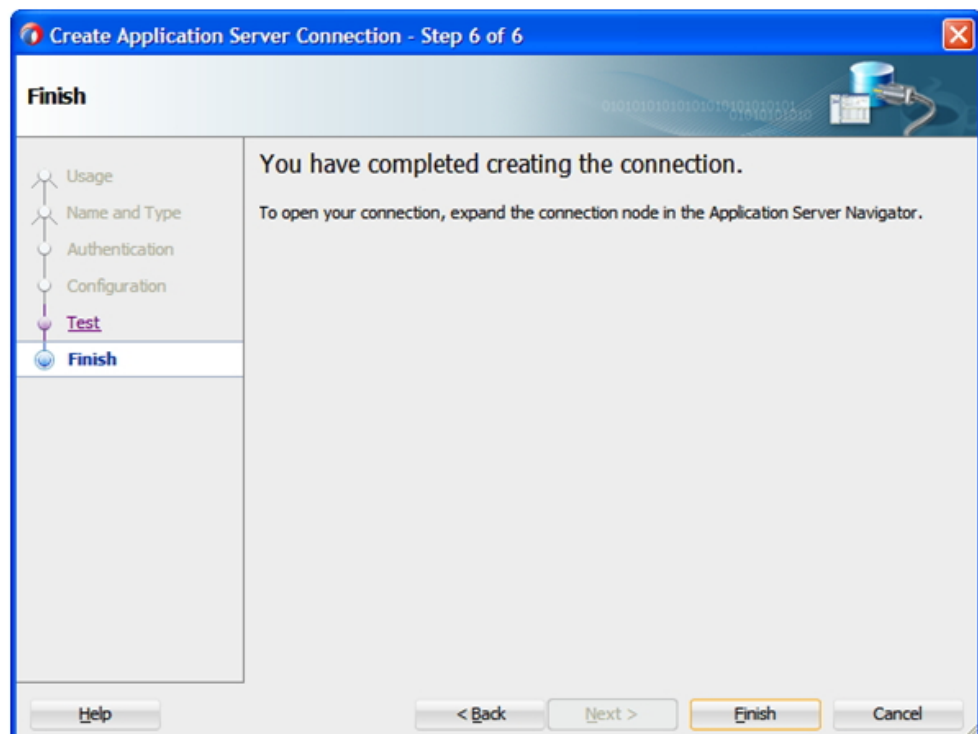 Create Application Server Connection - Step 6 of 6
Finish
You have completed creating the connection.
To open your connection, expand the connection node in the Application Server Navigator.
Usage
Name and Type
Authentication
Configuration
Test
Finish
Help
< Back
Next >
Finish
Cancel